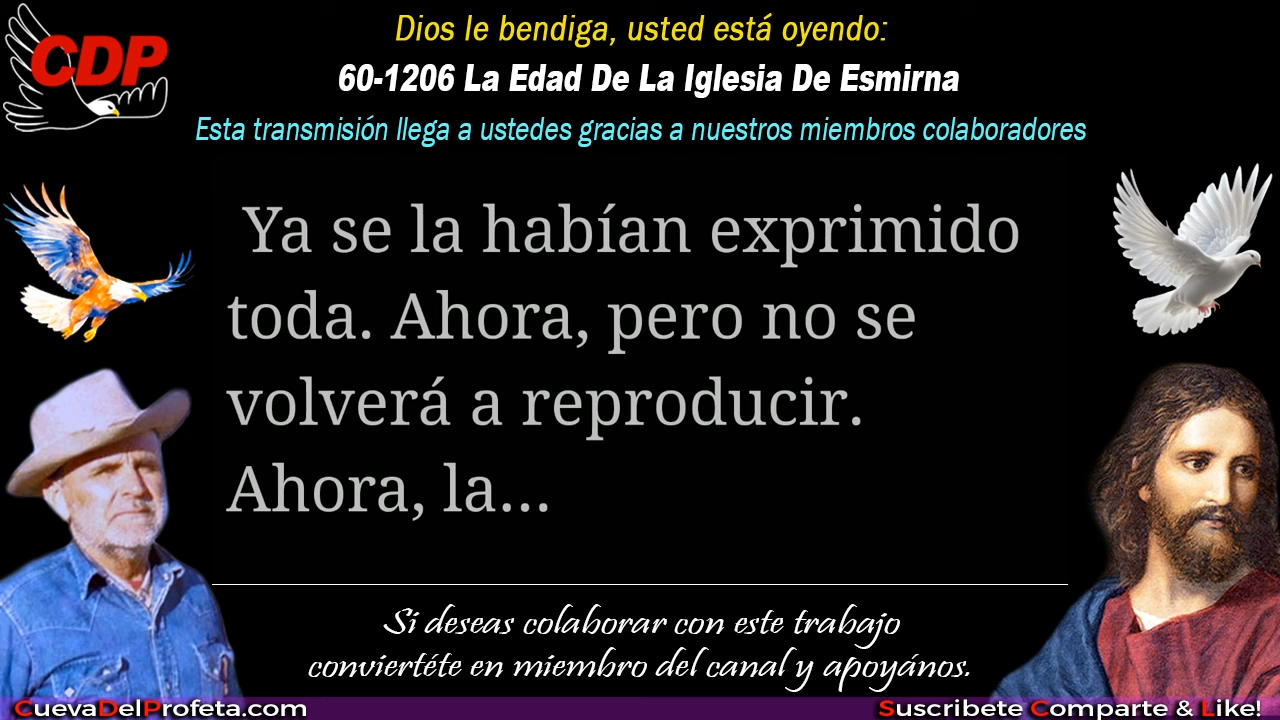 CDP
Dios le bendiga, usted está oyendo:
60-1206 La Edad De La Iglesia De Esmirna
Esta transmisión llega a ustedes gracias a nuestros miembros colaboradores
Ya se la habían exprimido
toda. Ahora, pero no se
volverá a reproducir.
Ahora, la...
Si deseas colaborar con este trabajo
conviertéte en miembro del canal y apoyános.
CuevaDelProfeta.com
Suscribete Comparte & Like!